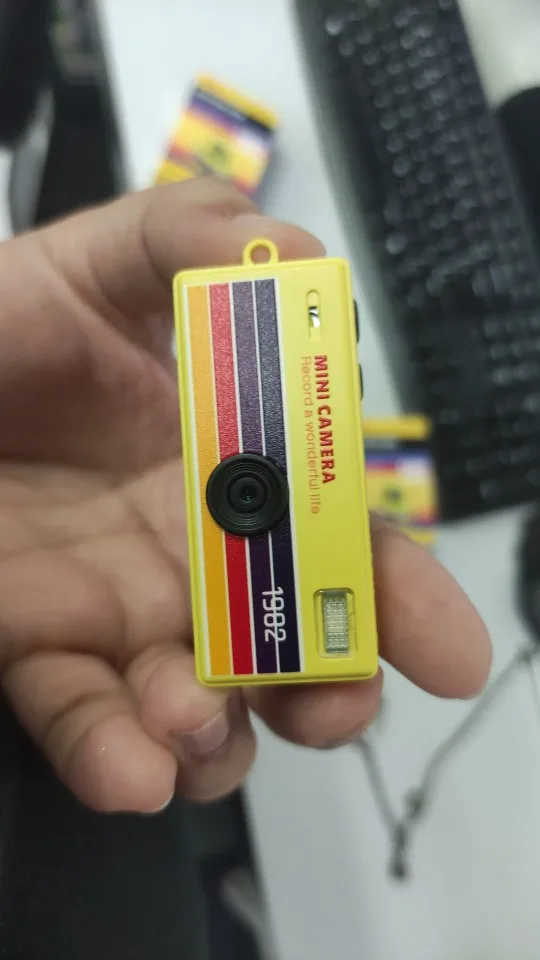 MINI CAMERA
Record a wonderful life
1982